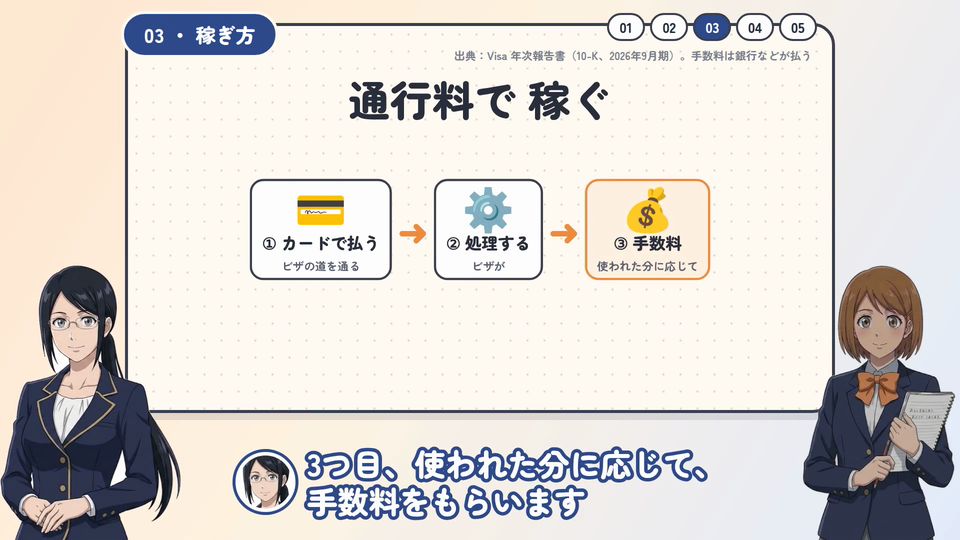 03 ・ 稼ぎ方
01 02 03 04 05
出典：Visa 年次報告書（10-K、2026年9月期）。手数料は銀行などが払う
通行料で 稼ぐ
① カードで払う
ビザの道を通る
② 処理する
ビザが
③ 手数料
使われた分に応じて
3つ目、使われた分に応じて、
手数料をもらいます